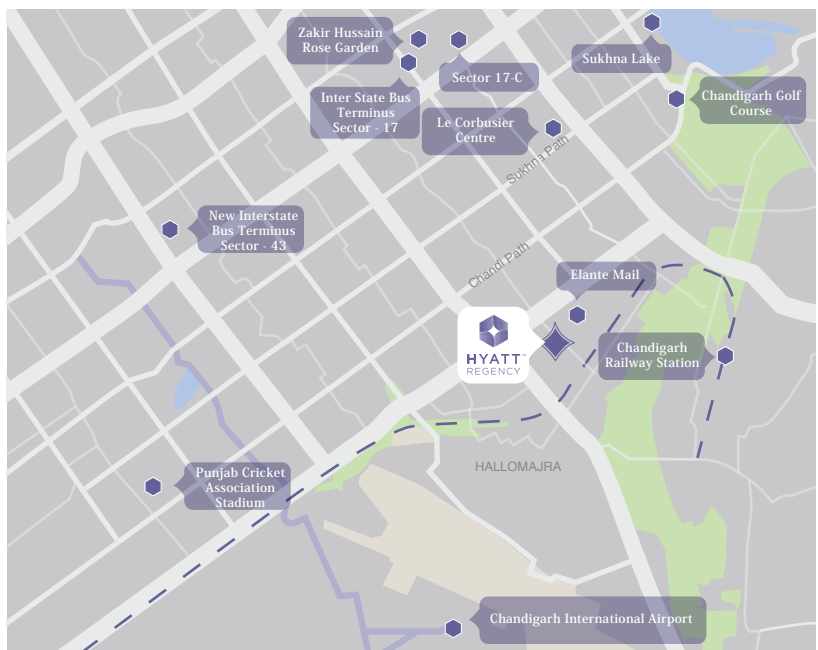 Zakir Hussain
Rose Garden
Sector 17-C
Sukhna Lake
Inter State Bus
Terminus
Sector - 17
Chandigarh Golf
Course
Le Corbusier
Centre
Sukhna Path
New Interstate
Bus Terminus
Sector - 43
Chandi Path
Elante Mail
HYATT™
REGENCY
Chandigarh
Railway Station
HALLOMAJRA
Punjab Cricket
Association
Stadium
Chandigarh International Airport